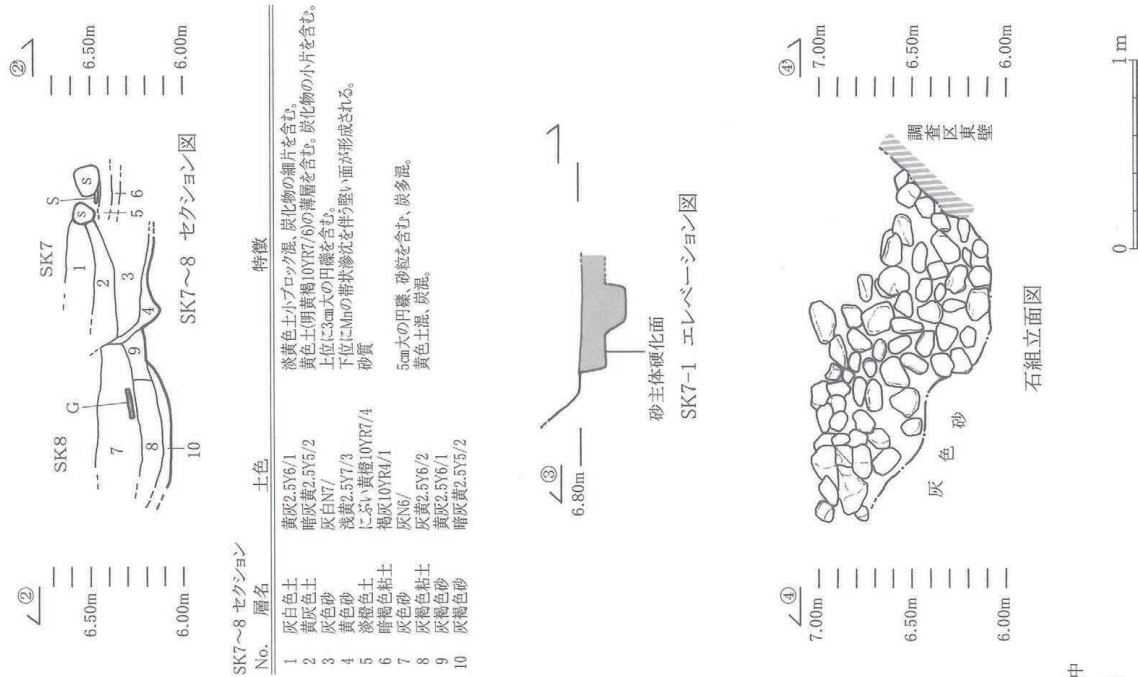 ②
②'
6.50m
6.00m
6.50m
6.00m
SK8
G
SK7
S
s
s
1
2
3
4
5
6
7
8
9
10
SK7～8 セクション図
SK7～8 セクション
No. 層名 土色 特徴
1 灰白色土 黄灰2.5Y6/1 淡黄色土小ブロック混、炭化物の細片を含む。
2 黄灰色土 暗灰黄2.5Y5/2 黄色土(明黄褐10YR7/6)の薄層を含む。炭化物の小片を含む。
3 灰色砂 灰白N7/ 上位に3㎝大の円礫を含む。
4 黄色砂 浅黄2.5Y7/3 下位にMnの帯状滲沈を伴う堅い面が形成される。
5 淡橙色土 にぶい黄橙10YR7/4 砂質
6 暗褐色粘土 褐灰10YR4/1
7 灰色砂 灰N6/ 5㎝大の円礫、砂粒を含む、炭多混。
8 灰褐色粘土 灰黄2.5Y6/2 黄色土混、炭混。
9 灰褐色砂 黄灰2.5Y6/1
10 灰褐色砂 暗灰黄2.5Y5/2
③
6.80m
砂主体硬化面
SK7-1 エレベーション図
④
④'
7.00m
6.50m
6.00m
7.00m
6.50m
6.00m
灰色砂
調査区東壁
石組立面図
0 1m
中